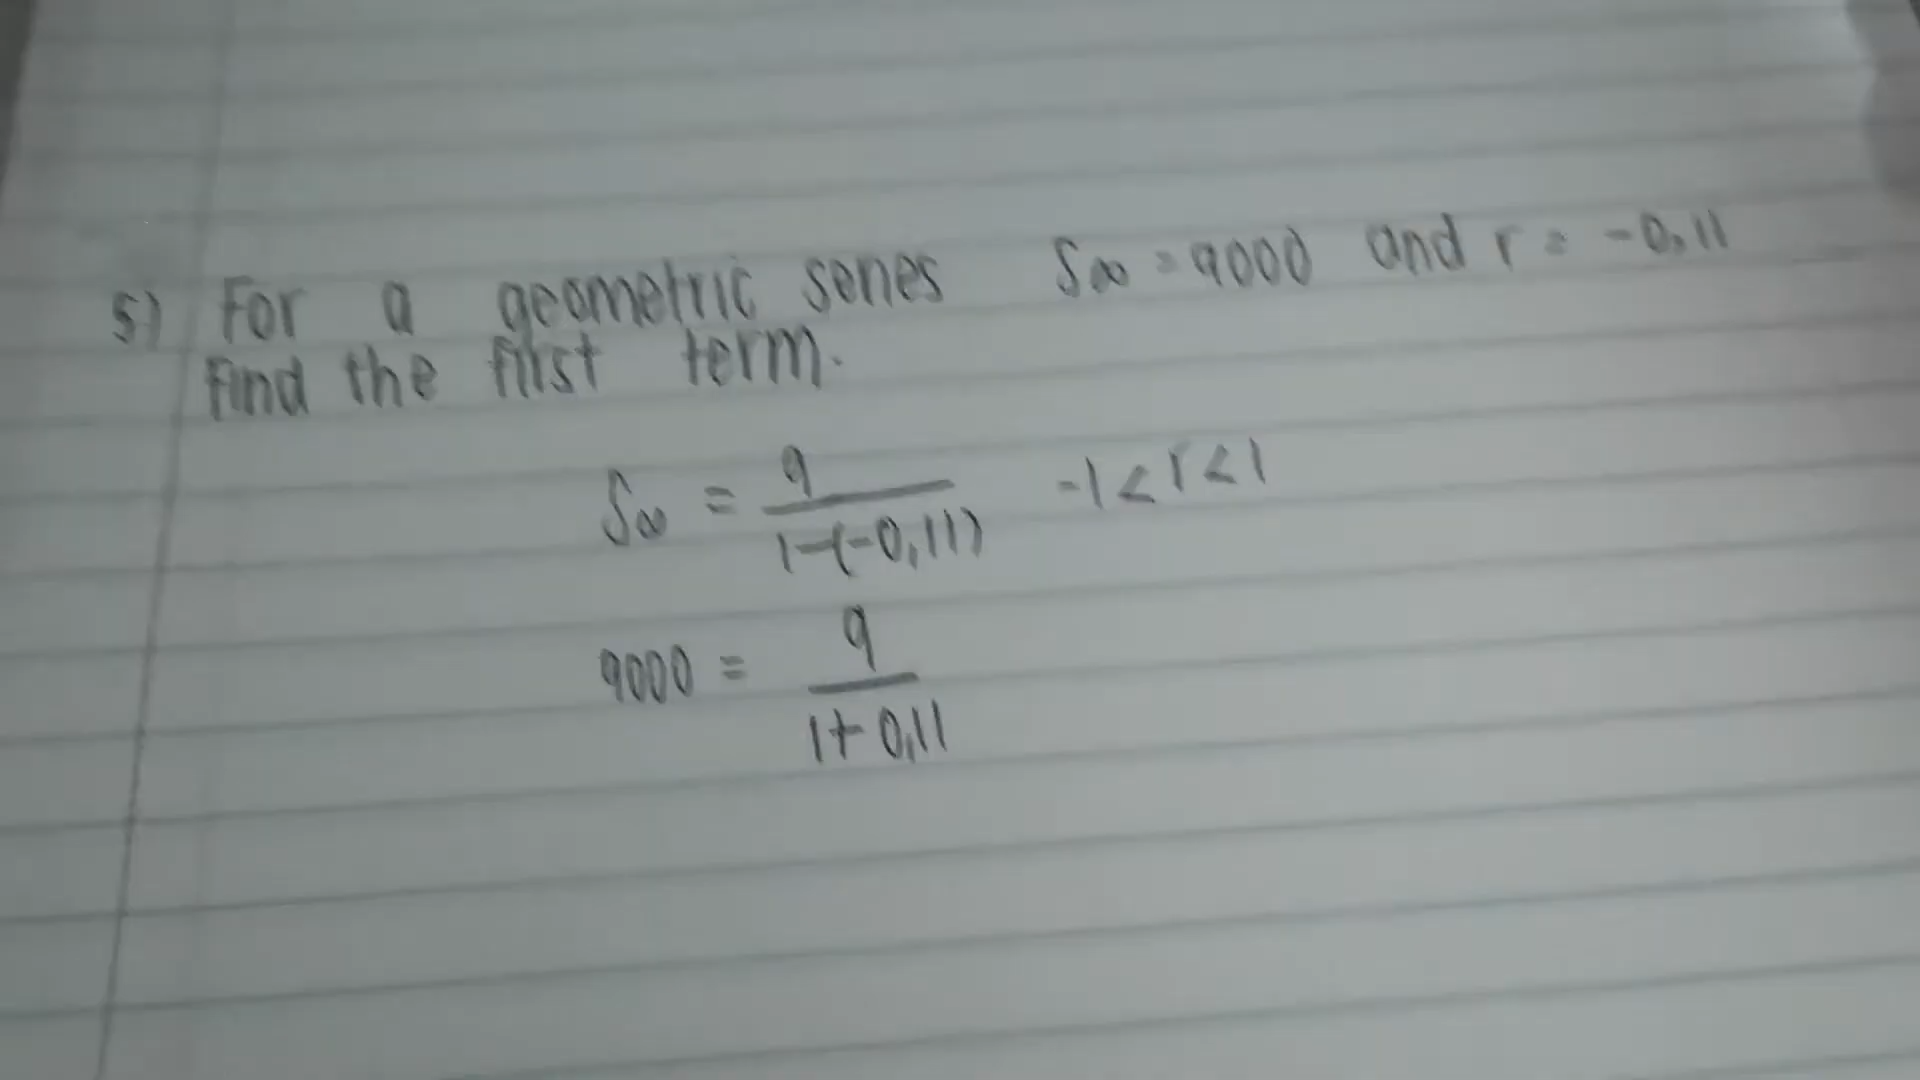 5) For a geometric series S∞ = 9000 and r = -0,11
Find the first term.
S∞ = a/(1-(-0,11)) -1<r<1
9000 = a/(1+0,11)